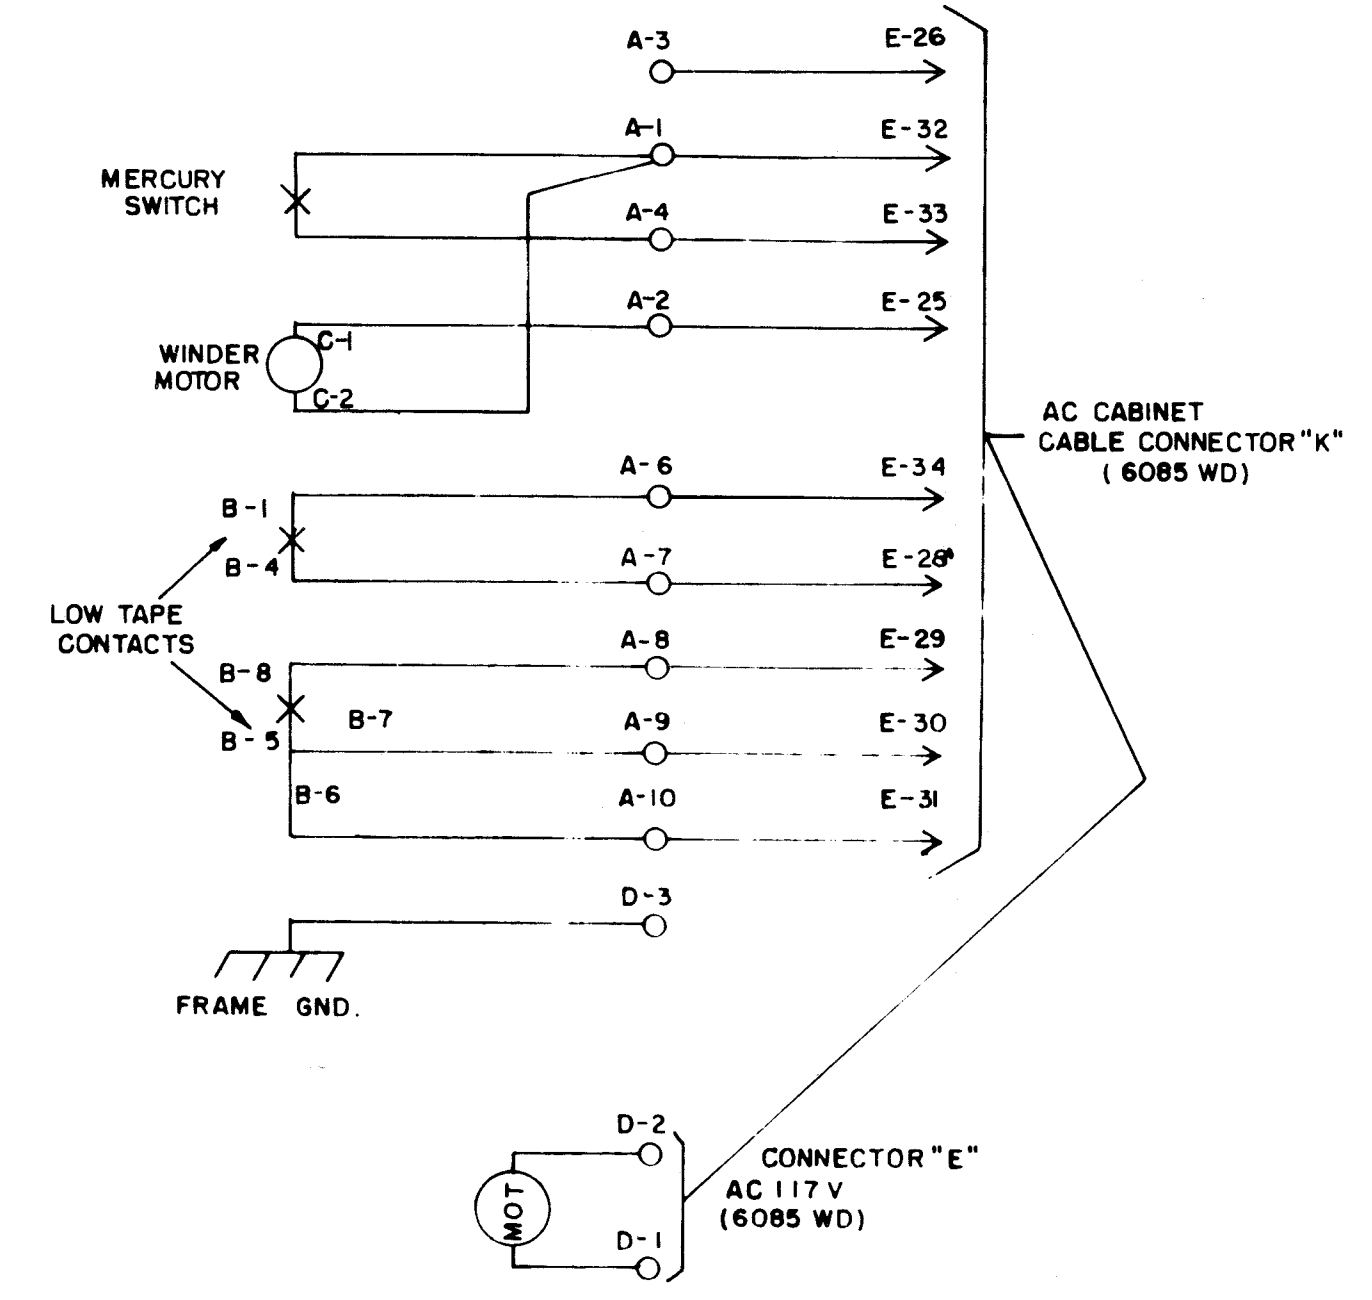 A-3 E-26
A-1 E-32
MERCURY
SWITCH
A-4 E-33
A-2 E-25
C-1
WINDER
MOTOR
C-2
AC CABINET
CABLE CONNECTOR "K"
(6085 WD)
A-6 E-34
B-1
A-7 E-28
B-4
LOW TAPE
CONTACTS
A-8 E-29
B-8
B-7 A-9 E-30
B-5
B-6 A-10 E-31
D-3
FRAME GND.
D-2
CONNECTOR "E"
AC 117 V
(6085 WD)
MOT
D-1